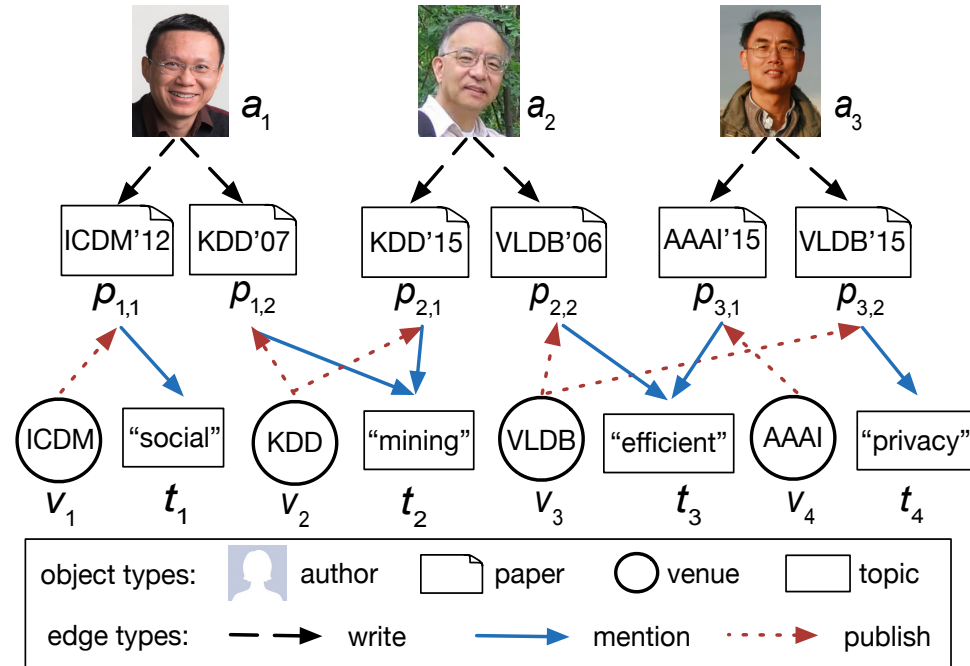 a1 a2 a3
ICDM'12 KDD'07 KDD'15 VLDB'06 AAAI'15 VLDB'15
p1,1 p1,2 p2,1 p2,2 p3,1 p3,2
ICDM "social" KDD "mining" VLDB "efficient" AAAI "privacy"
v1 t1 v2 t2 v3 t3 v4 t4
object types: author paper venue topic
edge types: write mention publish